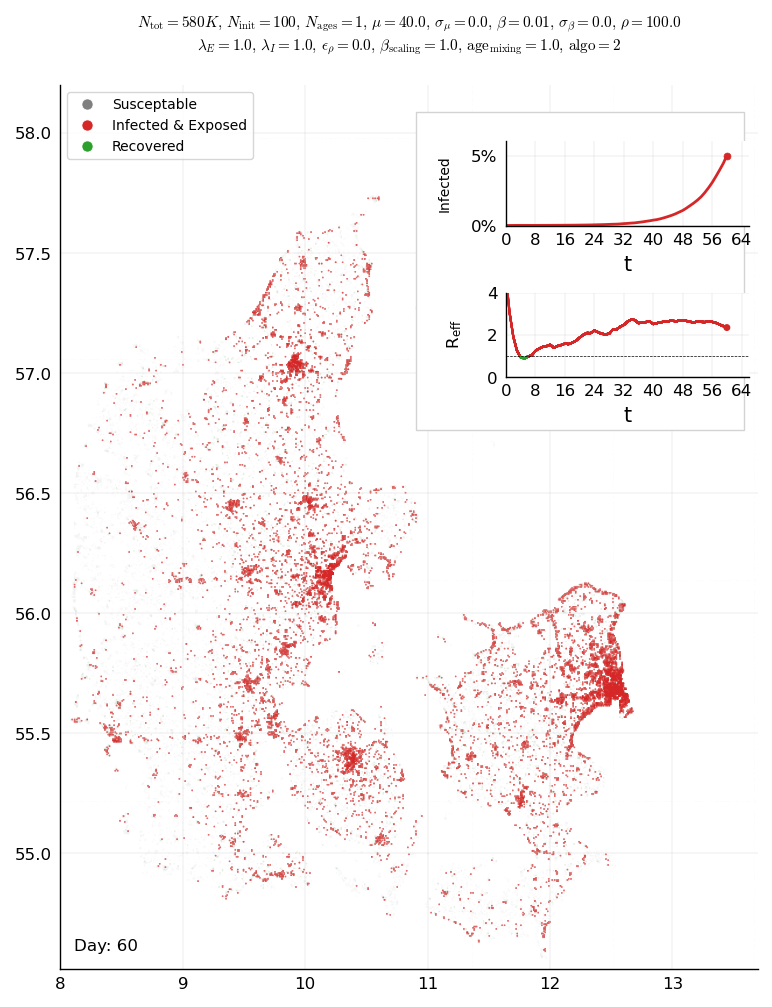 N_tot = 580K, N_init = 100, N_ages = 1, μ = 40.0, σ_μ = 0.0, β = 0.01, σ_β = 0.0, ρ = 100.0
λ_E = 1.0, λ_I = 1.0, ϵ_ρ = 0.0, β_scaling = 1.0, age_mixing = 1.0, algo = 2
Susceptable
Infected & Exposed
Recovered
58.0
57.5
57.0
56.5
56.0
55.5
55.0
5%
0%
Infected
0 8 16 24 32 40 48 56 64
t
4
2
0
R_eff
0 8 16 24 32 40 48 56 64
t
Day: 60
8 9 10 11 12 13